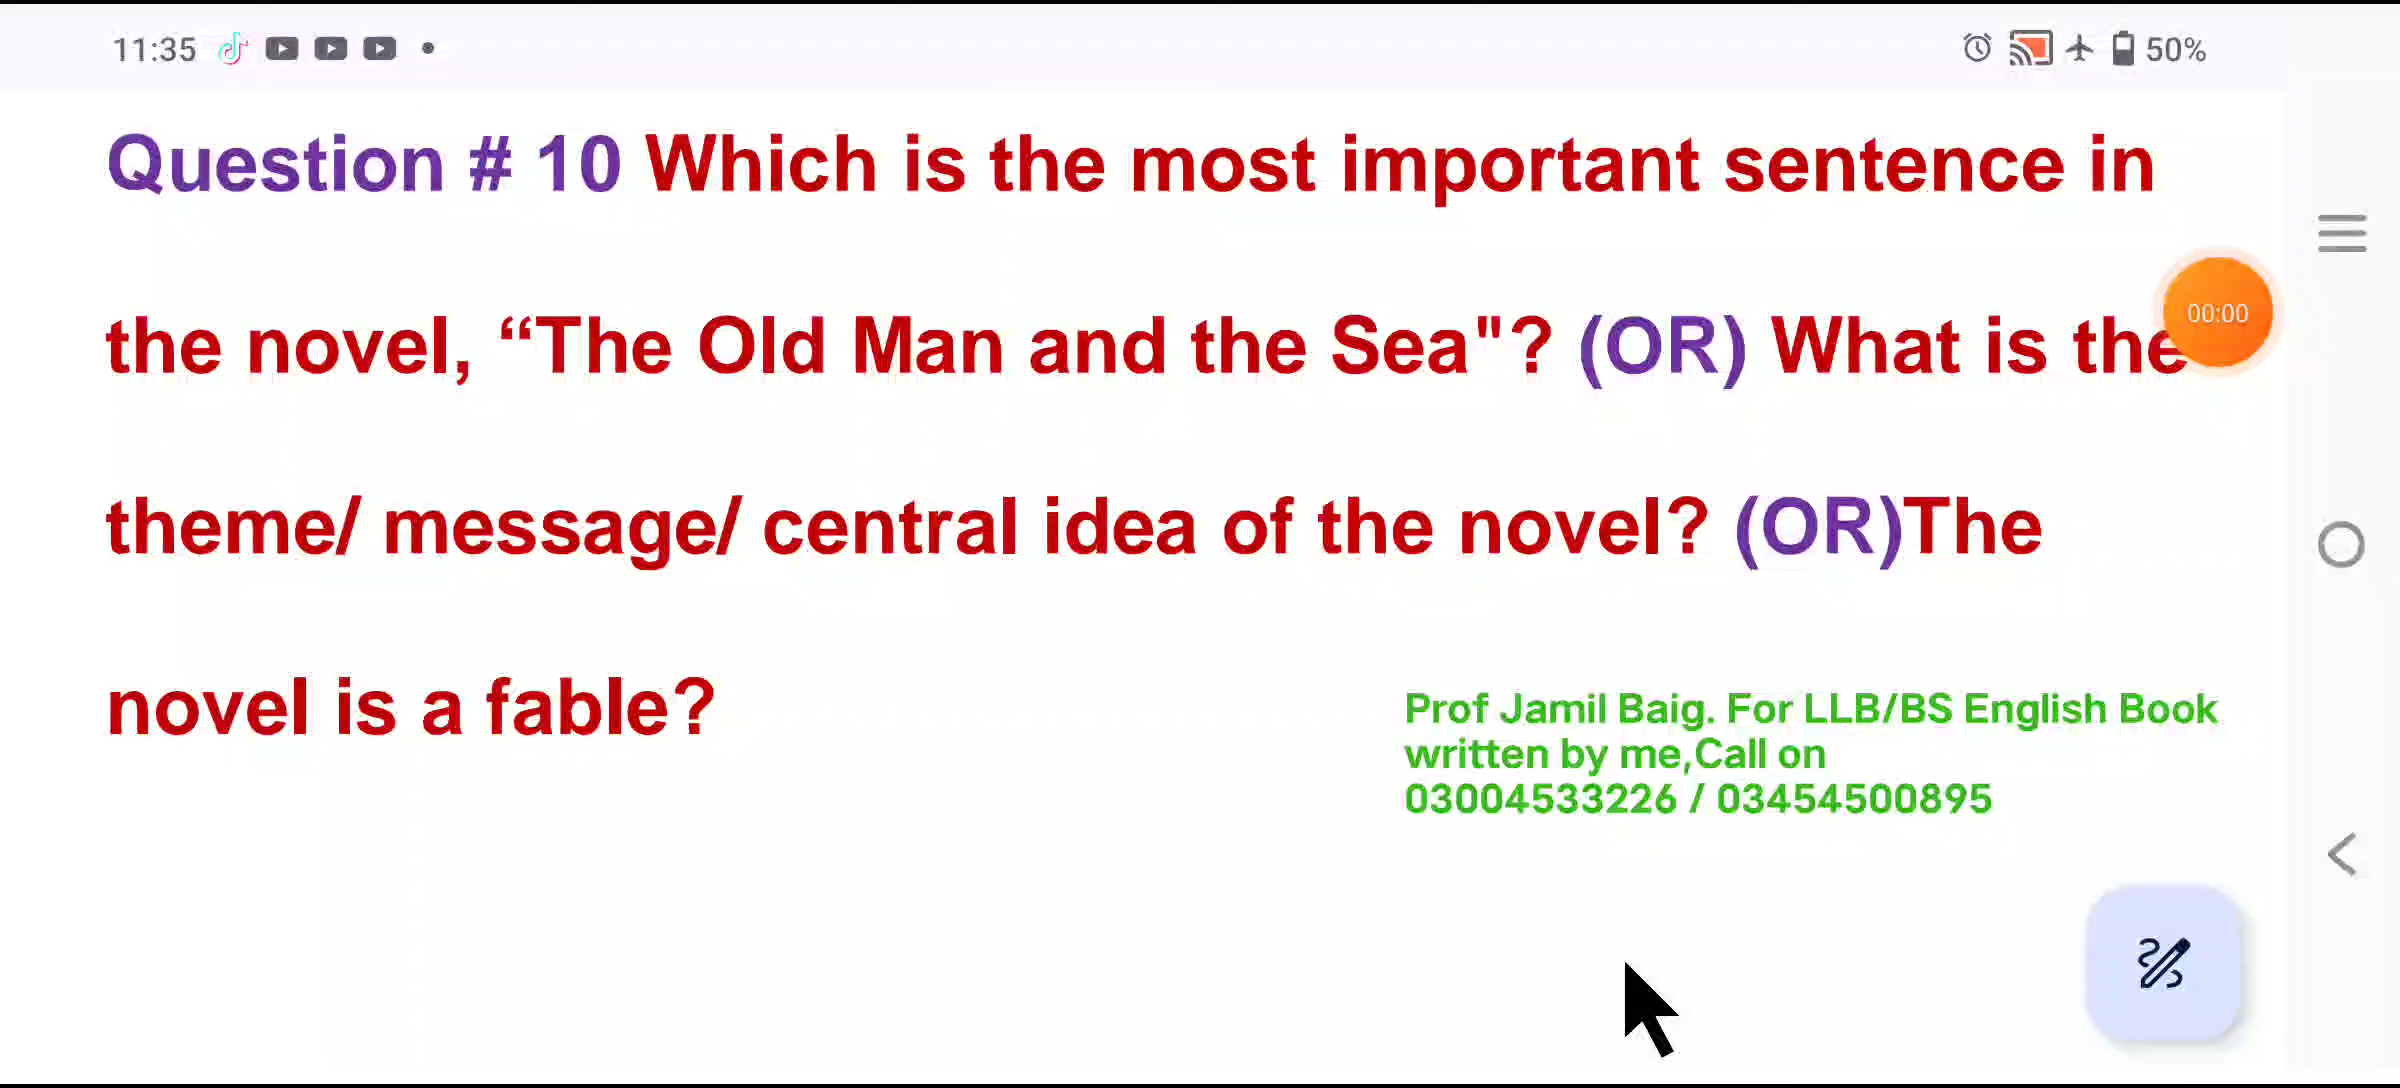 11:35
50%
Question # 10 Which is the most important sentence in
the novel, “The Old Man and the Sea"? (OR) What is the
00:00
theme/ message/ central idea of the novel? (OR)The
novel is a fable?
Prof Jamil Baig. For LLB/BS English Book
written by me,Call on
03004533226 / 03454500895